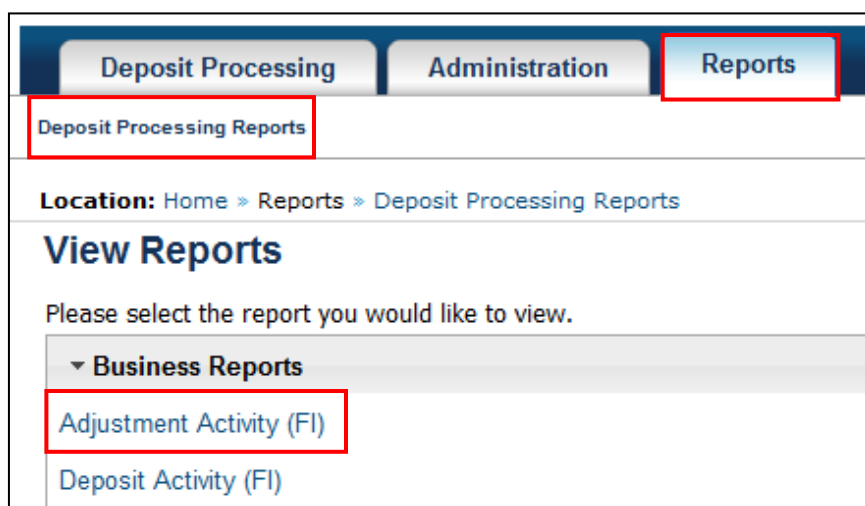 Deposit Processing Administration Reports
Deposit Processing Reports
Location: Home » Reports » Deposit Processing Reports
View Reports
Please select the report you would like to view.
Business Reports
Adjustment Activity (FI)
Deposit Activity (FI)